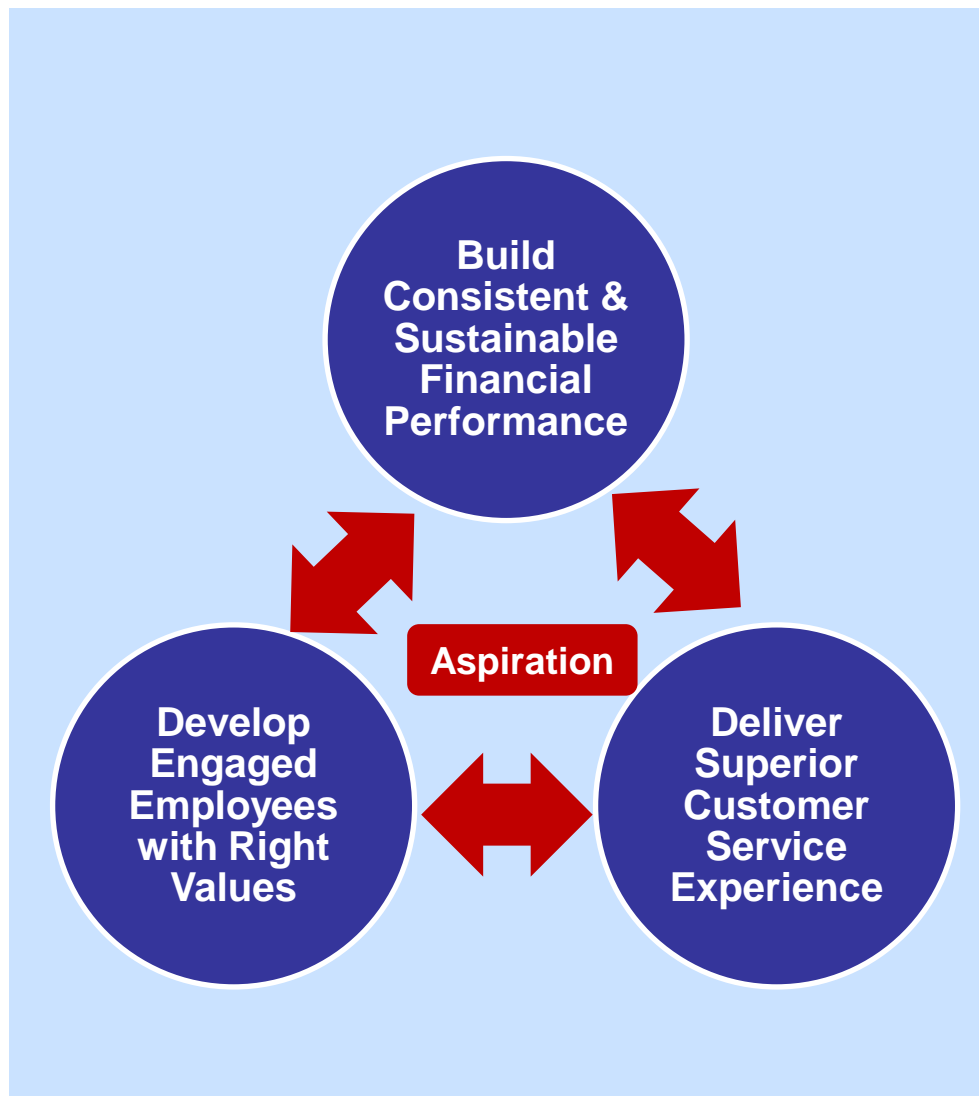 Build
Consistent &
Sustainable
Financial
Performance
Aspiration
Develop
Engaged
Employees
with Right
Values
Deliver
Superior
Customer
Service
Experience